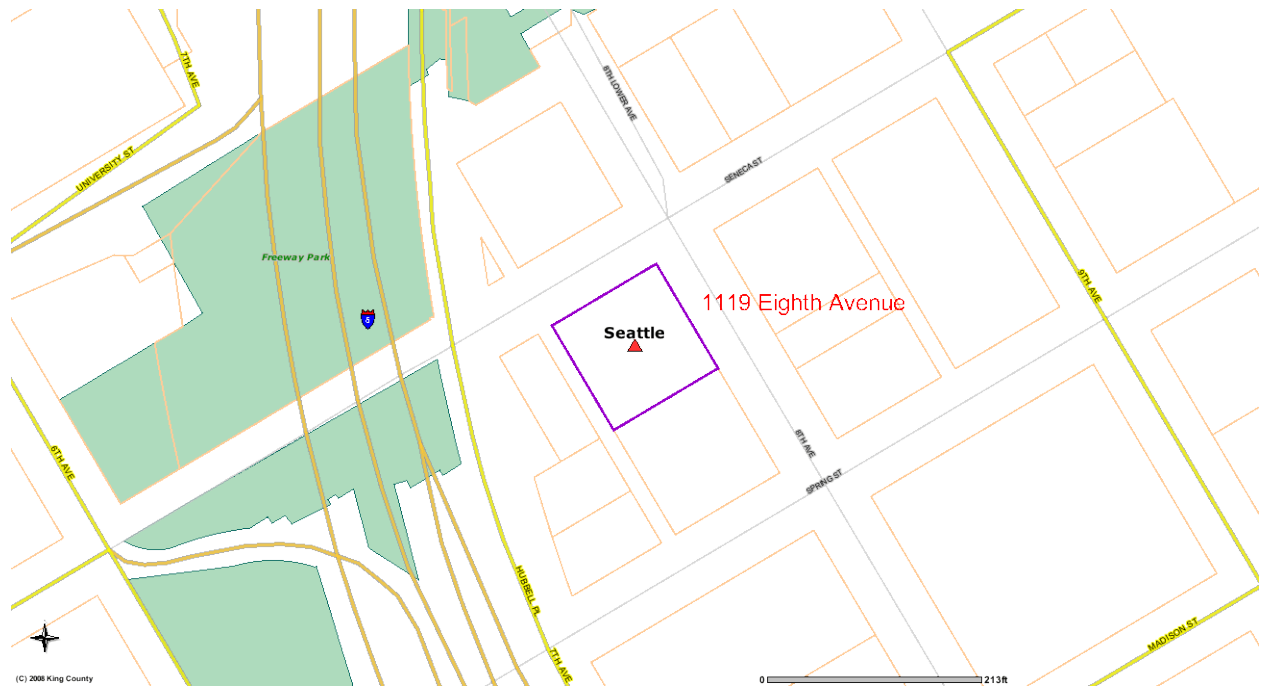 7TH AVE
8TH LOWER AVE
UNIVERSITY ST
SENECA ST
Freeway Park
5
9TH AVE
1119 Eighth Avenue
Seattle
6TH AVE
8TH AVE
SPRING ST
HUBBELL PL
7TH AVE
MADISON ST
(C) 2008 King County
0 213ft